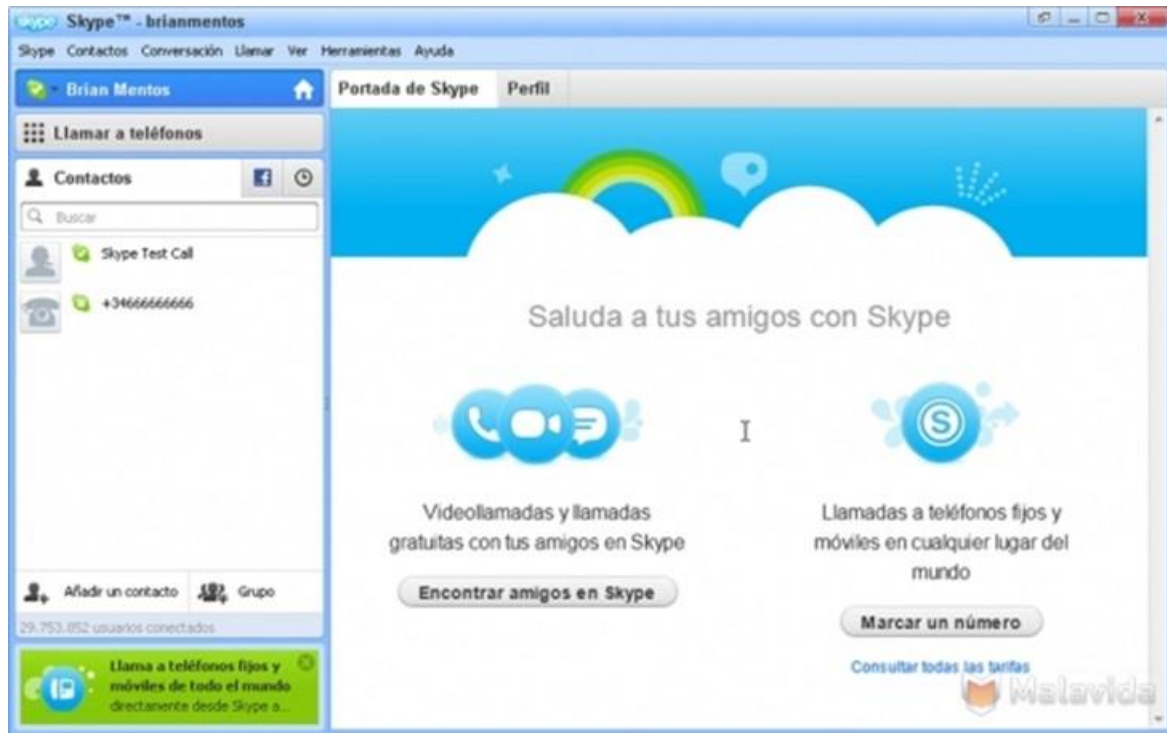 skype Skype™ - brianmentos
Skype Contactos Conversación Llamar Ver Herramientas Ayuda
Brian Mentos
Llamar a teléfonos
Contactos
Buscar
Skype Test Call
+34666666666
Añadir un contacto Grupo
29.753.852 usuarios conectados
Llama a teléfonos fijos y
móviles de todo el mundo
directamente desde Skype a...
Portada de Skype Perfil
Saluda a tus amigos con Skype
Videollamadas y llamadas
gratuitas con tus amigos en Skype
Encontrar amigos en Skype
Llamadas a teléfonos fijos y
móviles en cualquier lugar del
mundo
Marcar un número
Consultar todas las tarifas
Malavida